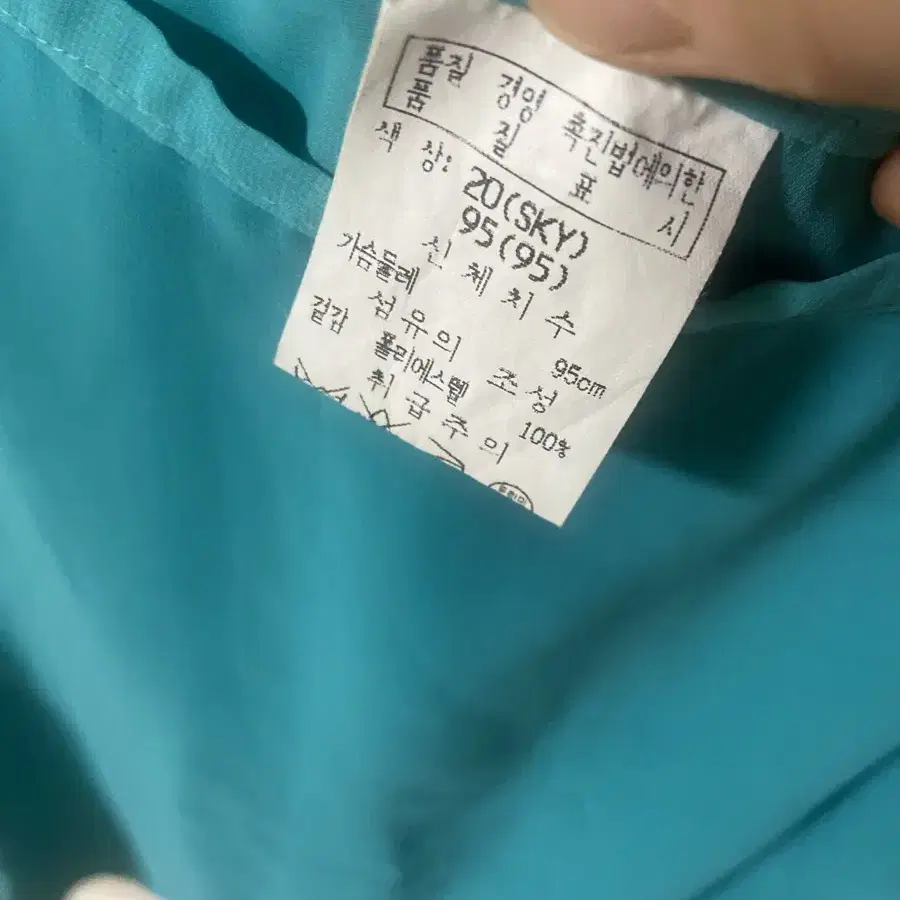 품질 경영 촉진법에의한
품 질 표 시
색 상: 20(SKY)
95(95)
신 체 치 수
가슴둘레 95cm
섬 유 의 조 성
겉감 폴리에스텔 100%
취 급 주 의